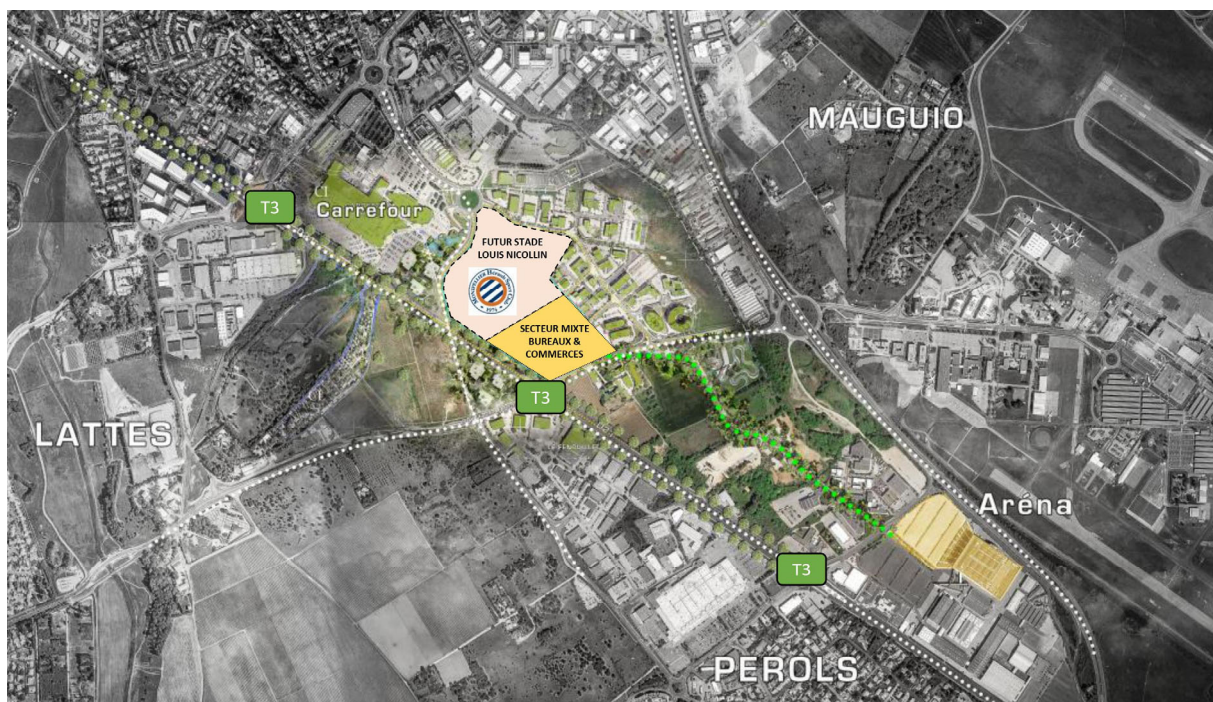 MAUGUIO
T3
Carrefour
FUTUR STADE
LOUIS NICOLLIN
SECTEUR MIXTE
BUREAUX &
COMMERCES
T3
LATTES
Aréna
T3
PEROLS